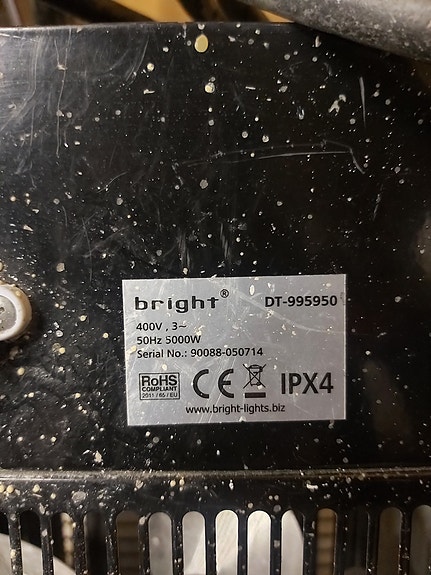 bright® DT-995950
400V , 3~
50Hz 5000W
Serial No.: 90088-050714
RoHS
COMPLIANT
2011 / 65 / EU
CE IPX4
www.bright-lights.biz